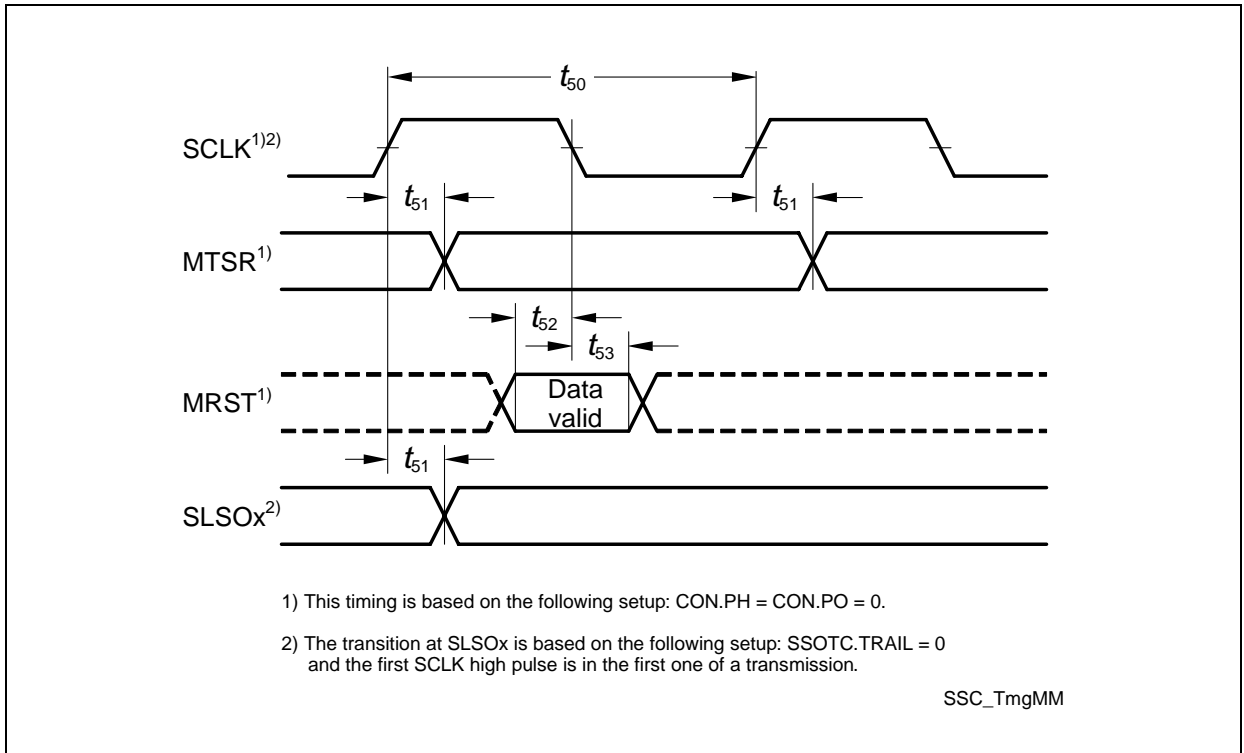 t50
SCLK1)2)
t51
t51
MTSR1)
t52
t53
MRST1)
Data
valid
t51
SLSOx2)
1) This timing is based on the following setup: CON.PH = CON.PO = 0.
2) The transition at SLSOx is based on the following setup: SSOTC.TRAIL = 0
and the first SCLK high pulse is in the first one of a transmission.
SSC_TmgMM